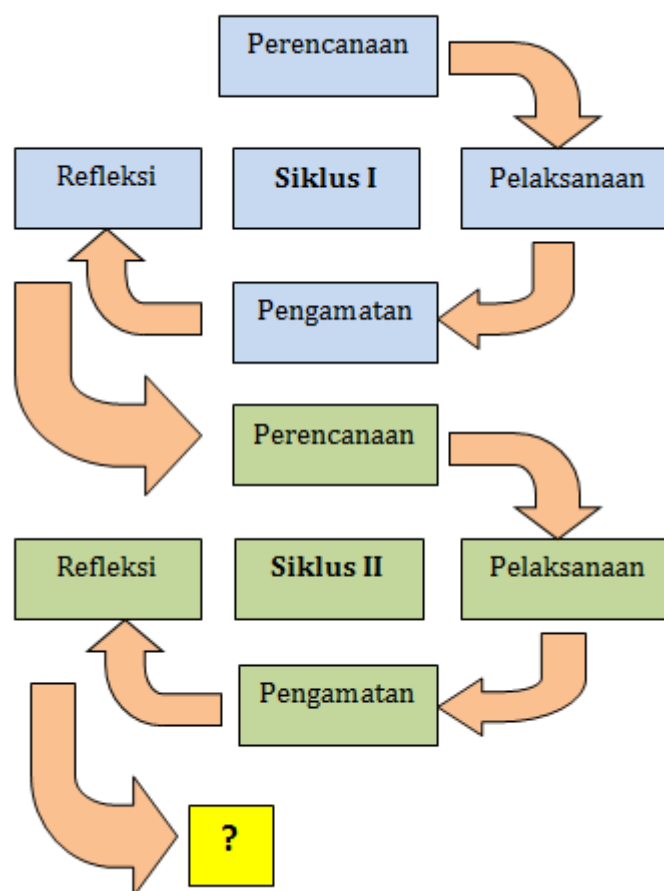 Perencanaan
Refleksi
Siklus I
Pelaksanaan
Pengamatan
Perencanaan
Refleksi
Siklus II
Pelaksanaan
Pengamatan
?